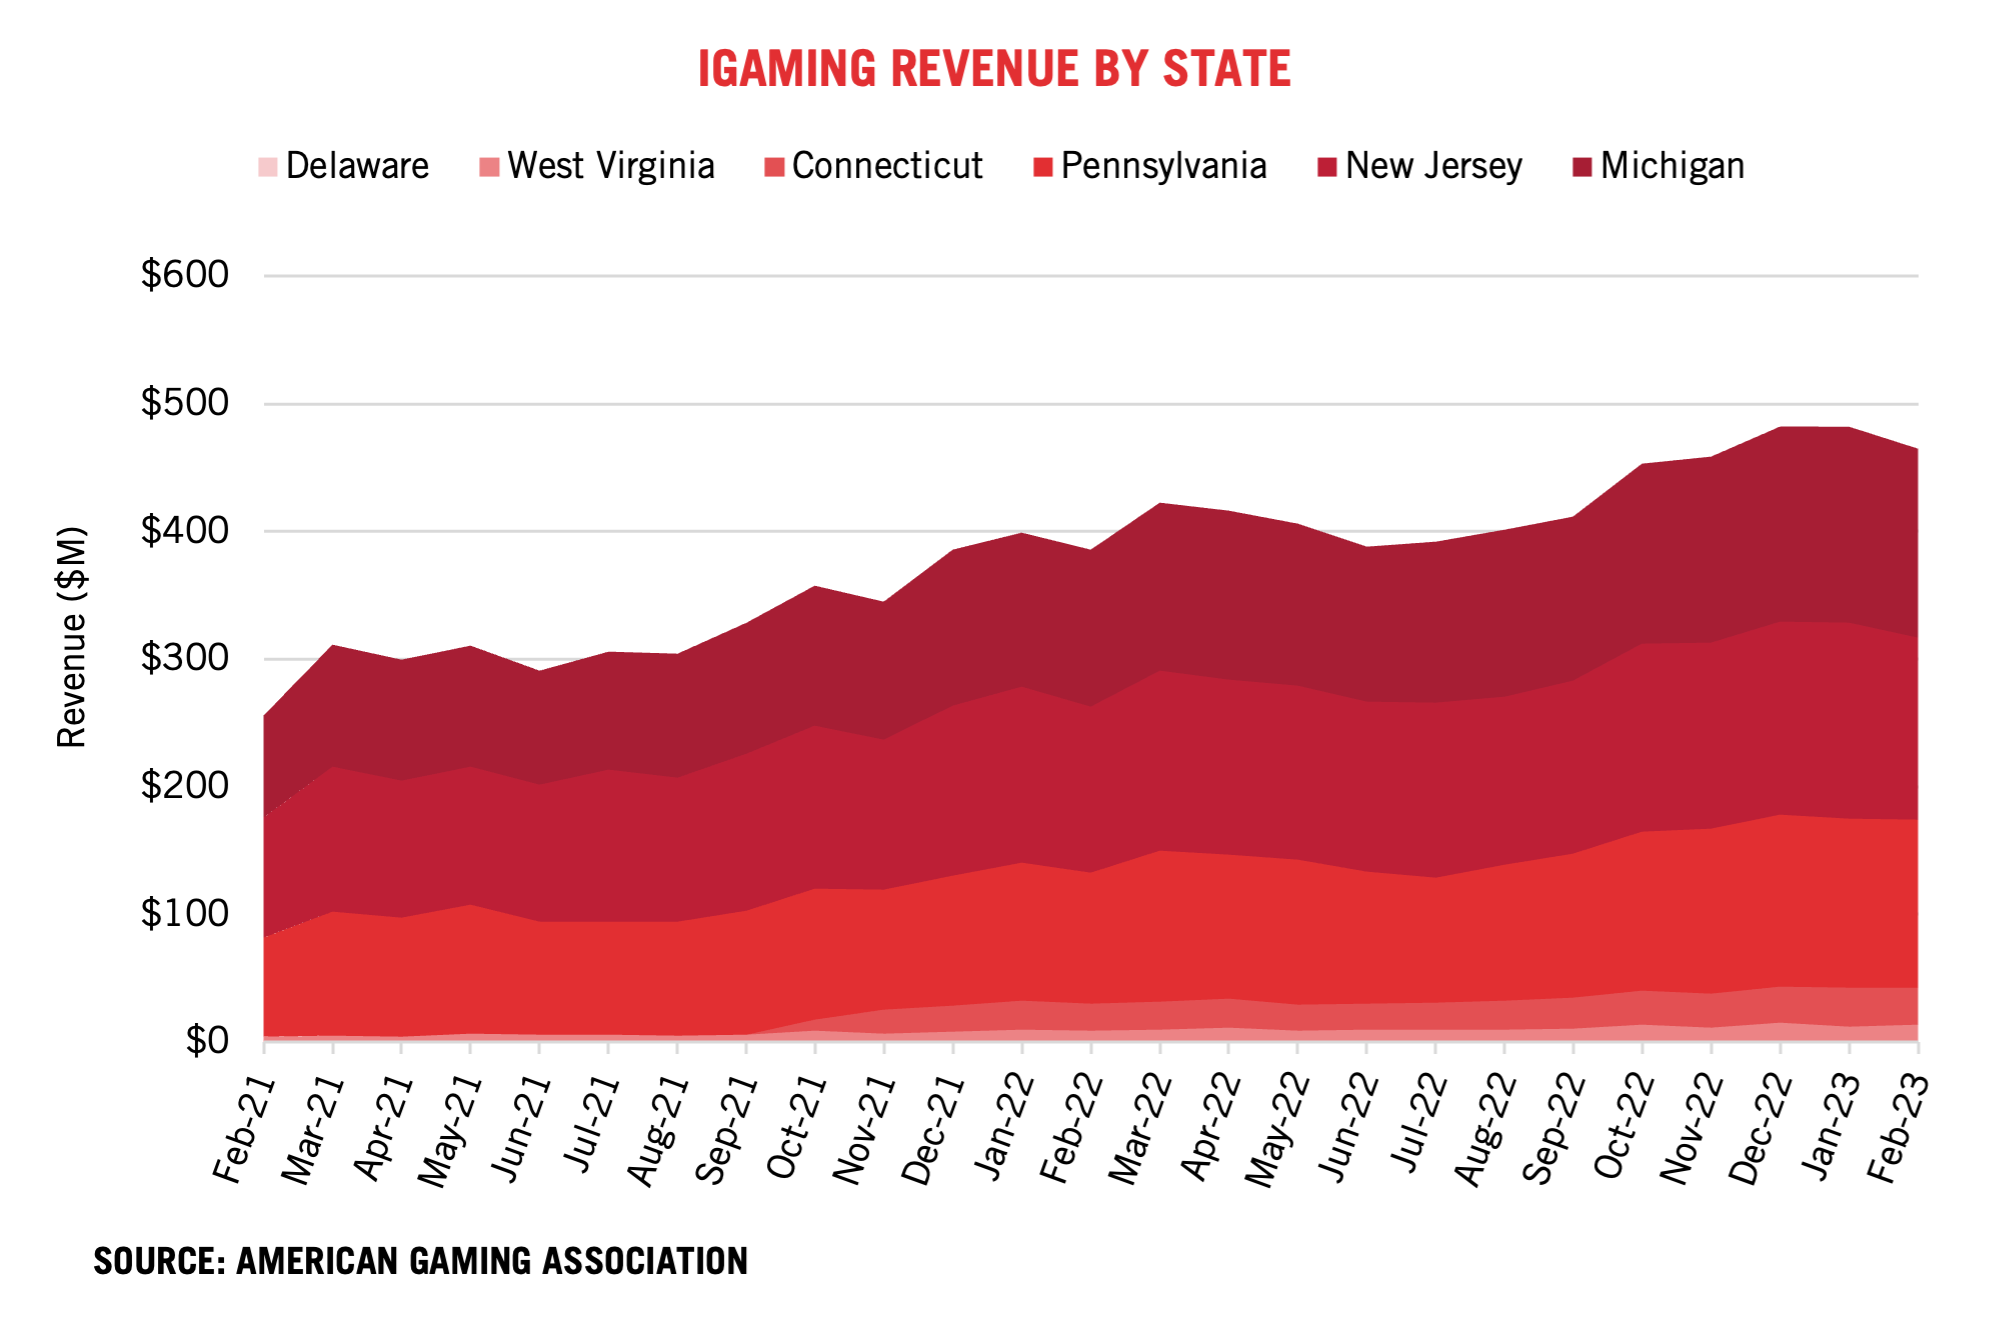 IGAMING REVENUE BY STATE
Delaware West Virginia Connecticut Pennsylvania New Jersey Michigan
$600
$500
$400
$300
$200
$100
$0
Revenue ($M)
Feb-21 Mar-21 Apr-21 May-21 Jun-21 Jul-21 Aug-21 Sep-21 Oct-21 Nov-21 Dec-21 Jan-22 Feb-22 Mar-22 Apr-22 May-22 Jun-22 Jul-22 Aug-22 Sep-22 Oct-22 Nov-22 Dec-22 Jan-23 Feb-23
SOURCE: AMERICAN GAMING ASSOCIATION